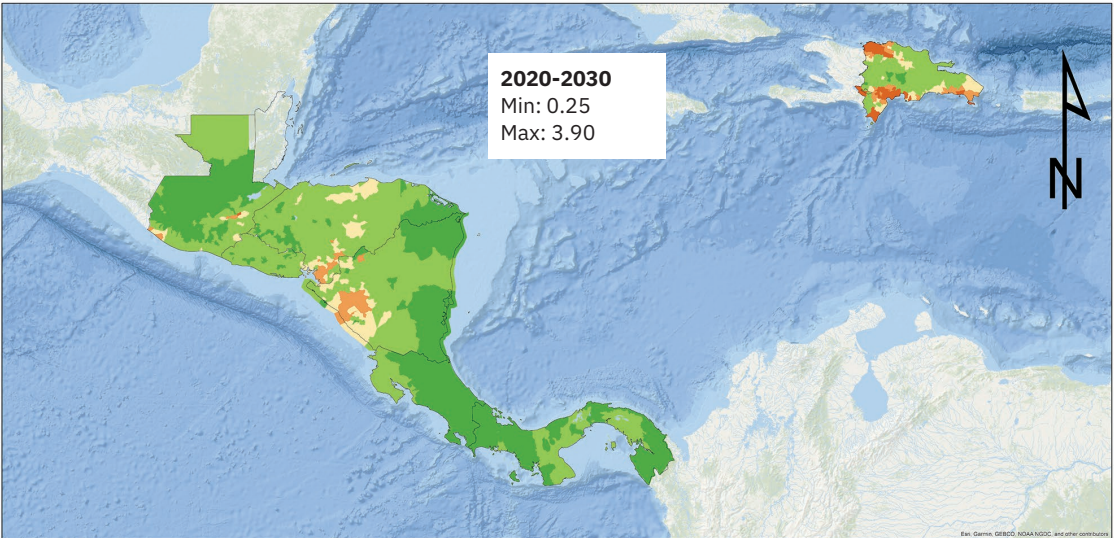 2020-2030
Min: 0.25
Max: 3.90
N
Esri, Garmin, GEBCO, NOAA NGDC, and other contributors